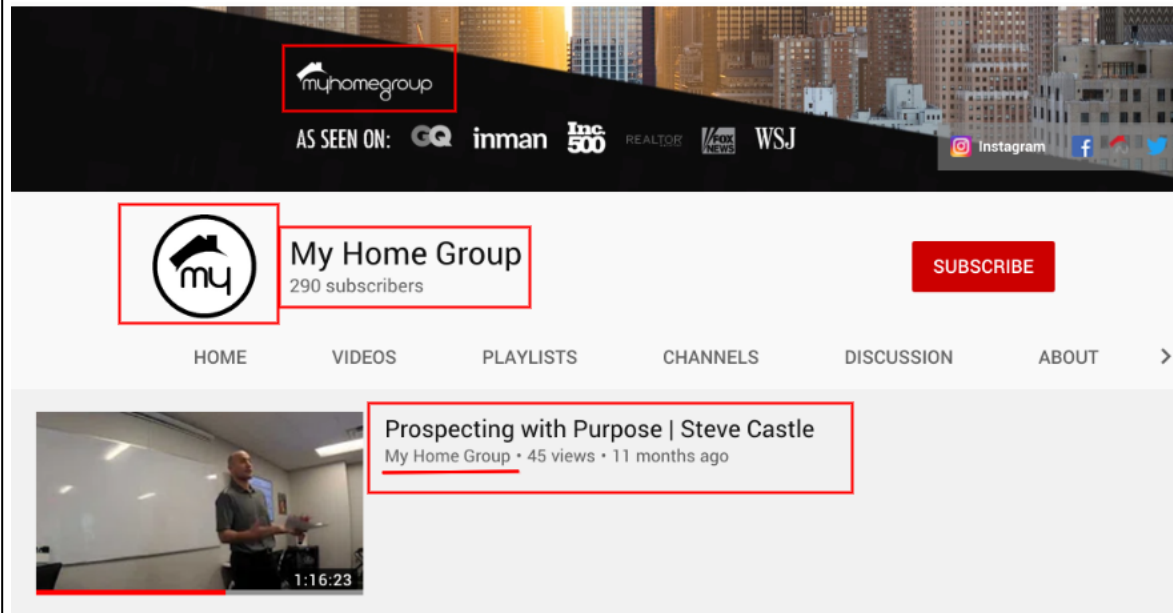 myhomegroup
AS SEEN ON: GQ inman Inc. 500 REALTOR FOX NEWS WSJ
Instagram
my
My Home Group
290 subscribers
SUBSCRIBE
HOME VIDEOS PLAYLISTS CHANNELS DISCUSSION ABOUT
Prospecting with Purpose | Steve Castle
My Home Group • 45 views • 11 months ago
1:16:23